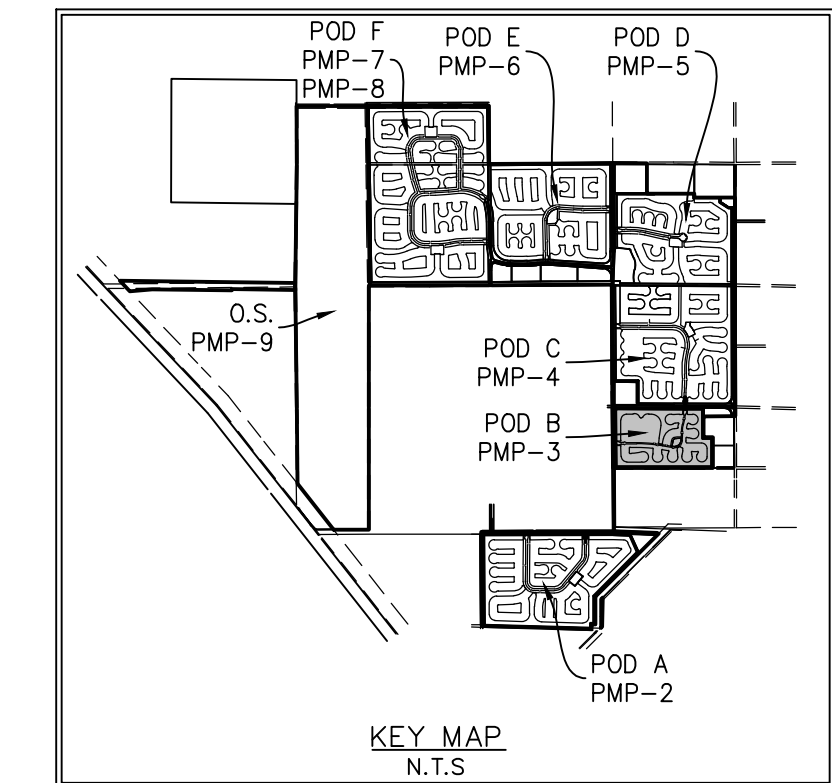 POD F
PMP-7
PMP-8
POD E
PMP-6
POD D
PMP-5
O.S.
PMP-9
POD C
PMP-4
POD B
PMP-3
POD A
PMP-2
KEY MAP
N.T.S